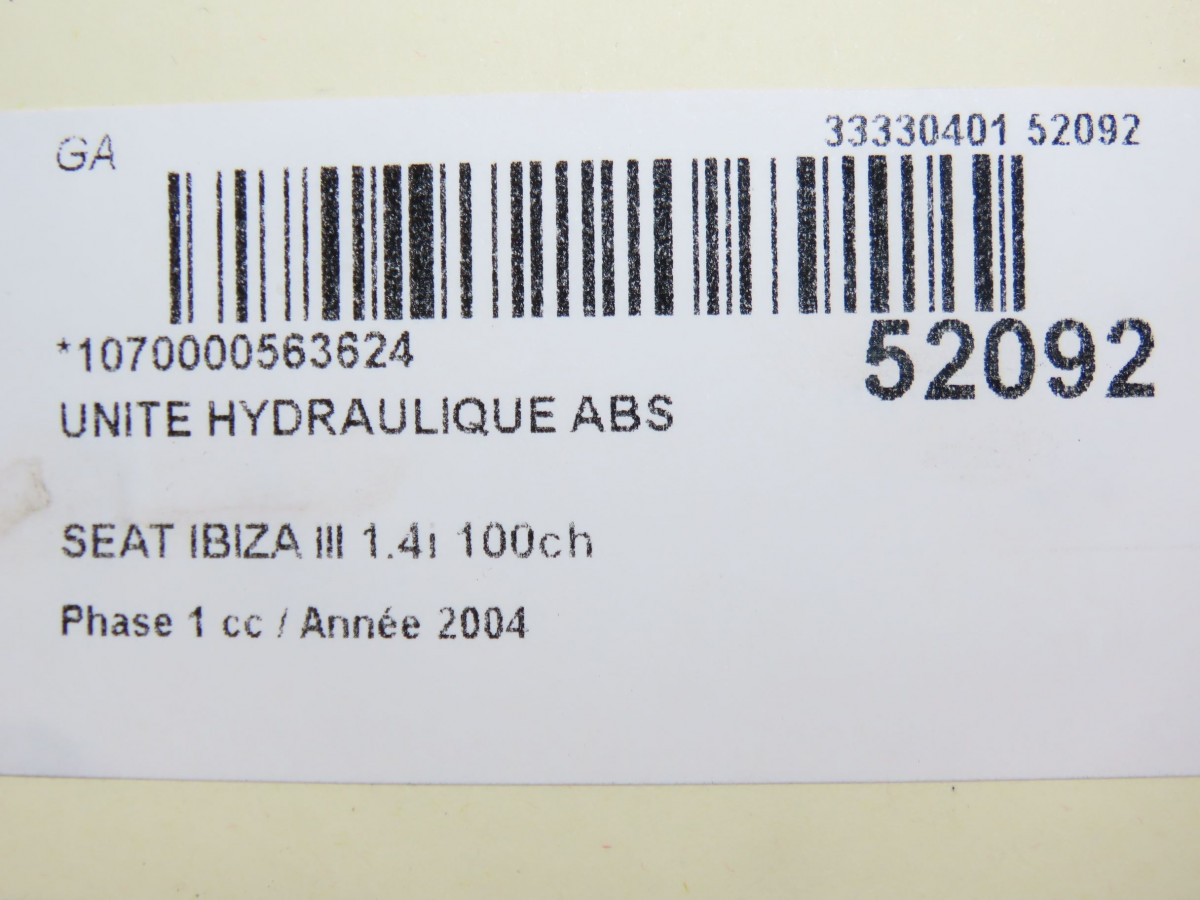 GA
33330401 52092
*1070000563624
52092
UNITE HYDRAULIQUE ABS
SEAT IBIZA III 1.4i 100ch
Phase 1 cc / Année 2004